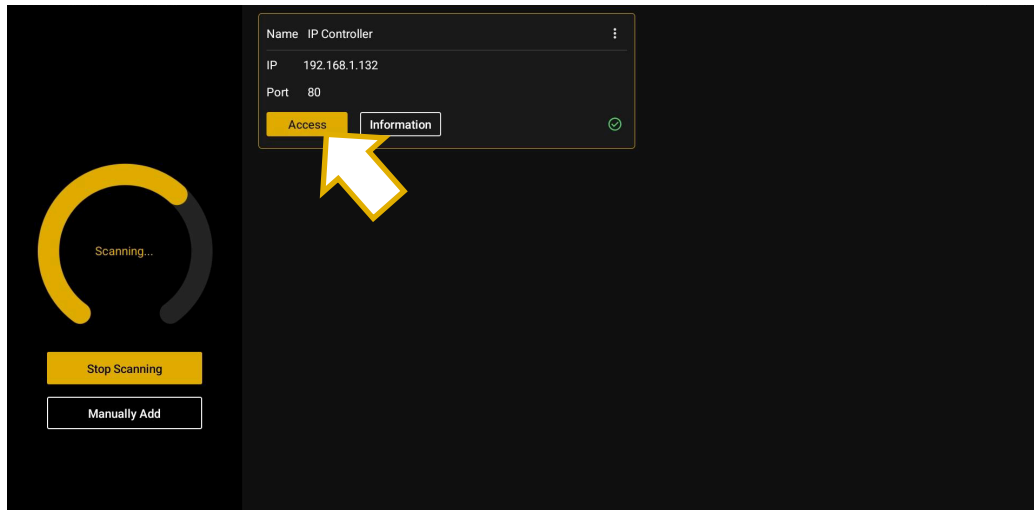 Name IP Controller
IP 192.168.1.132
Port 80
Access Information
Scanning...
Stop Scanning
Manually Add